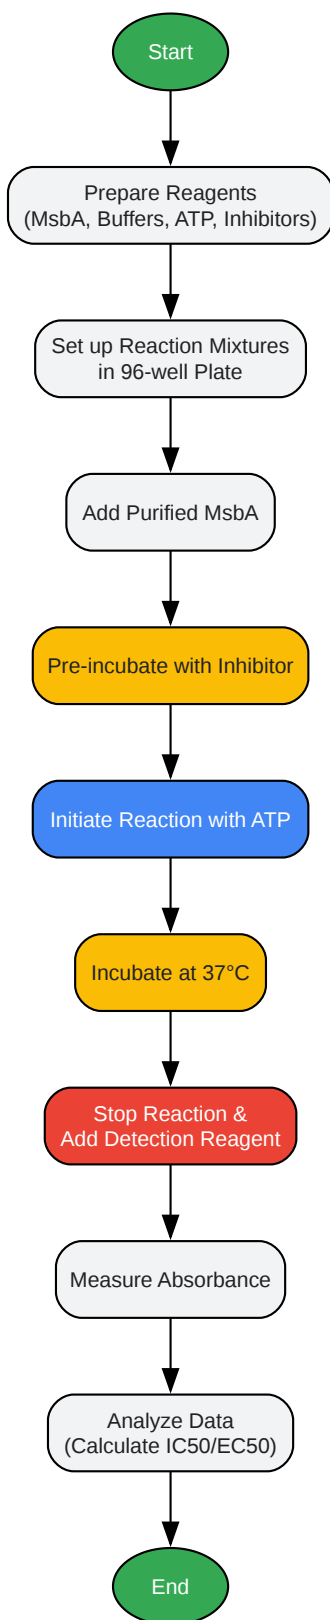 Start
Prepare Reagents
(MsbA, Buffers, ATP, Inhibitors)
Set up Reaction Mixtures
in 96-well Plate
Add Purified MsbA
Pre-incubate with Inhibitor
Initiate Reaction with ATP
Incubate at 37°C
Stop Reaction &
Add Detection Reagent
Measure Absorbance
Analyze Data
(Calculate IC50/EC50)
End